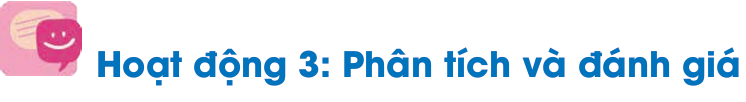 Hoạt động 3: Phân tích và đánh giá